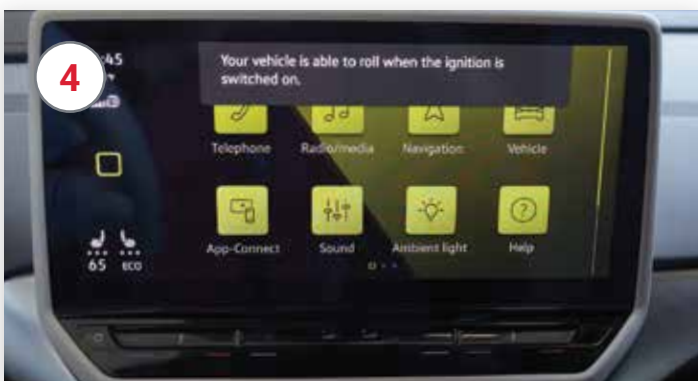 4
:45
Your vehicle is able to roll when the ignition is
switched on.
Telephone Radio/media Navigation Vehicle
App-Connect Sound Ambient light Help
65 ECO